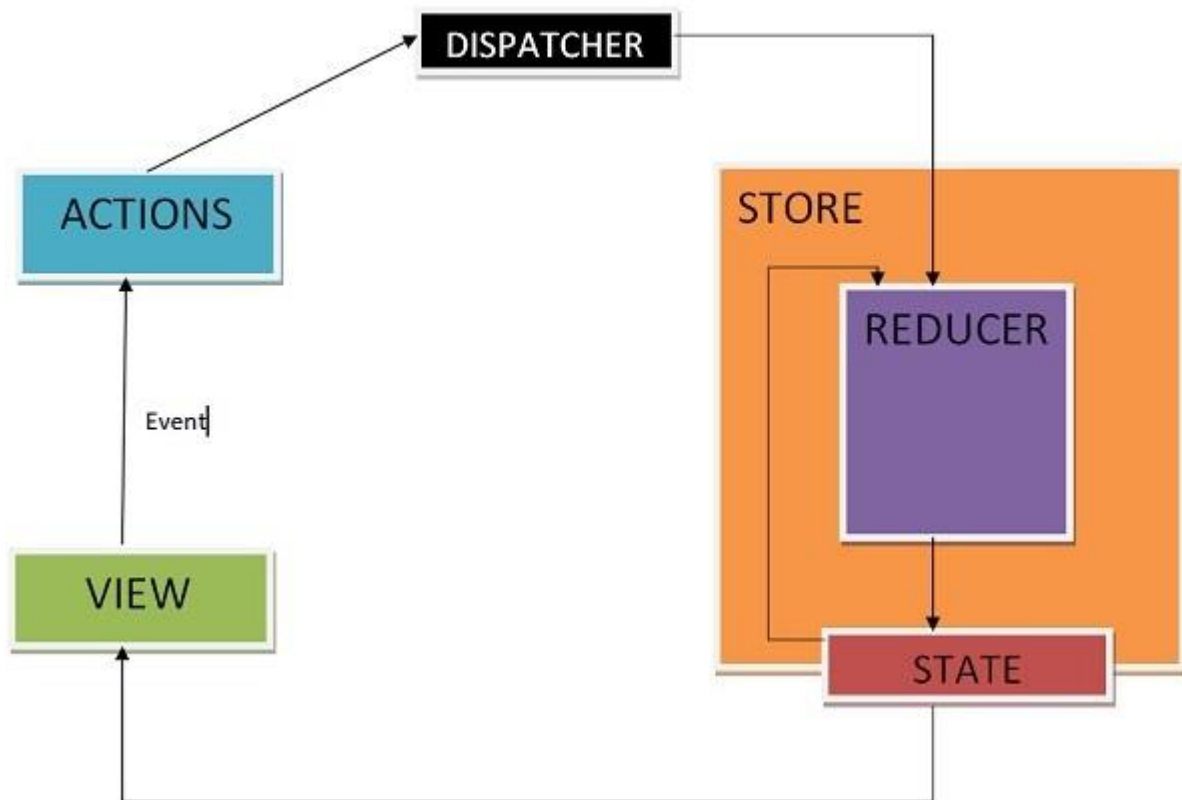 DISPATCHER
ACTIONS
STORE
REDUCER
Event
VIEW
STATE